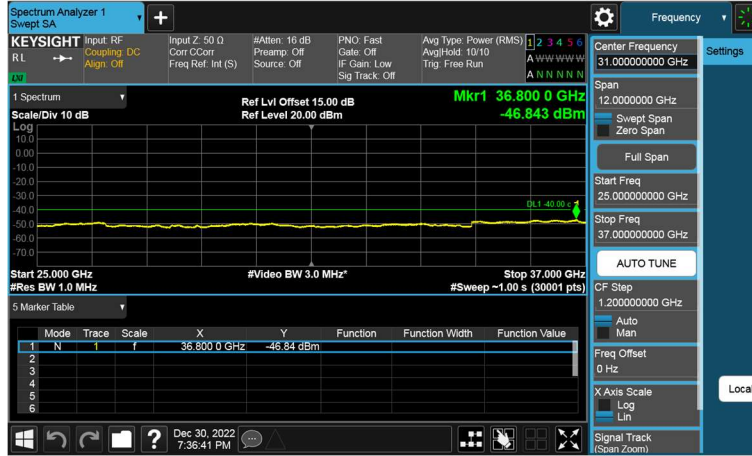 Spectrum Analyzer 1
Swept SA
+
Frequency
KEYSIGHT
RL
LXI
Input: RF
Coupling: DC
Align: Off
Input Z: 50 Ω
Corr CCorr
Freq Ref: Int (S)
#Atten: 16 dB
Preamp: Off
Source: Off
PNO: Fast
Gate: Off
IF Gain: Low
Sig Track: Off
Avg Type: Power (RMS)
Avg|Hold: 10/10
Trig: Free Run
1 2 3 4 5 6
A W W W W W
A N N N N N
1 Spectrum
Scale/Div 10 dB
Ref Lvl Offset 15.00 dB
Ref Level 20.00 dBm
Mkr1 36.800 0 GHz
-46.843 dBm
Log
10.0
0.00
-10.0
-20.0
-30.0
-40.0
-50.0
-60.0
-70.0
DL1 -40.00
1
Start 25.000 GHz
#Res BW 1.0 MHz
#Video BW 3.0 MHz*
Stop 37.000 GHz
#Sweep ~1.00 s (30001 pts)
5 Marker Table
Mode Trace Scale X Y Function Function Width Function Value
1 N 1 f 36.800 0 GHz -46.84 dBm
2
3
4
5
6
Dec 30, 2022
7:36:41 PM
Center Frequency
31.000000000 GHz
Span
12.0000000 GHz
Swept Span
Zero Span
Full Span
Start Freq
25.000000000 GHz
Stop Freq
37.000000000 GHz
AUTO TUNE
CF Step
1.200000000 GHz
Auto
Man
Freq Offset
0 Hz
X Axis Scale
Log
Lin
Signal Track
(Span Zoom)
Settings
Local